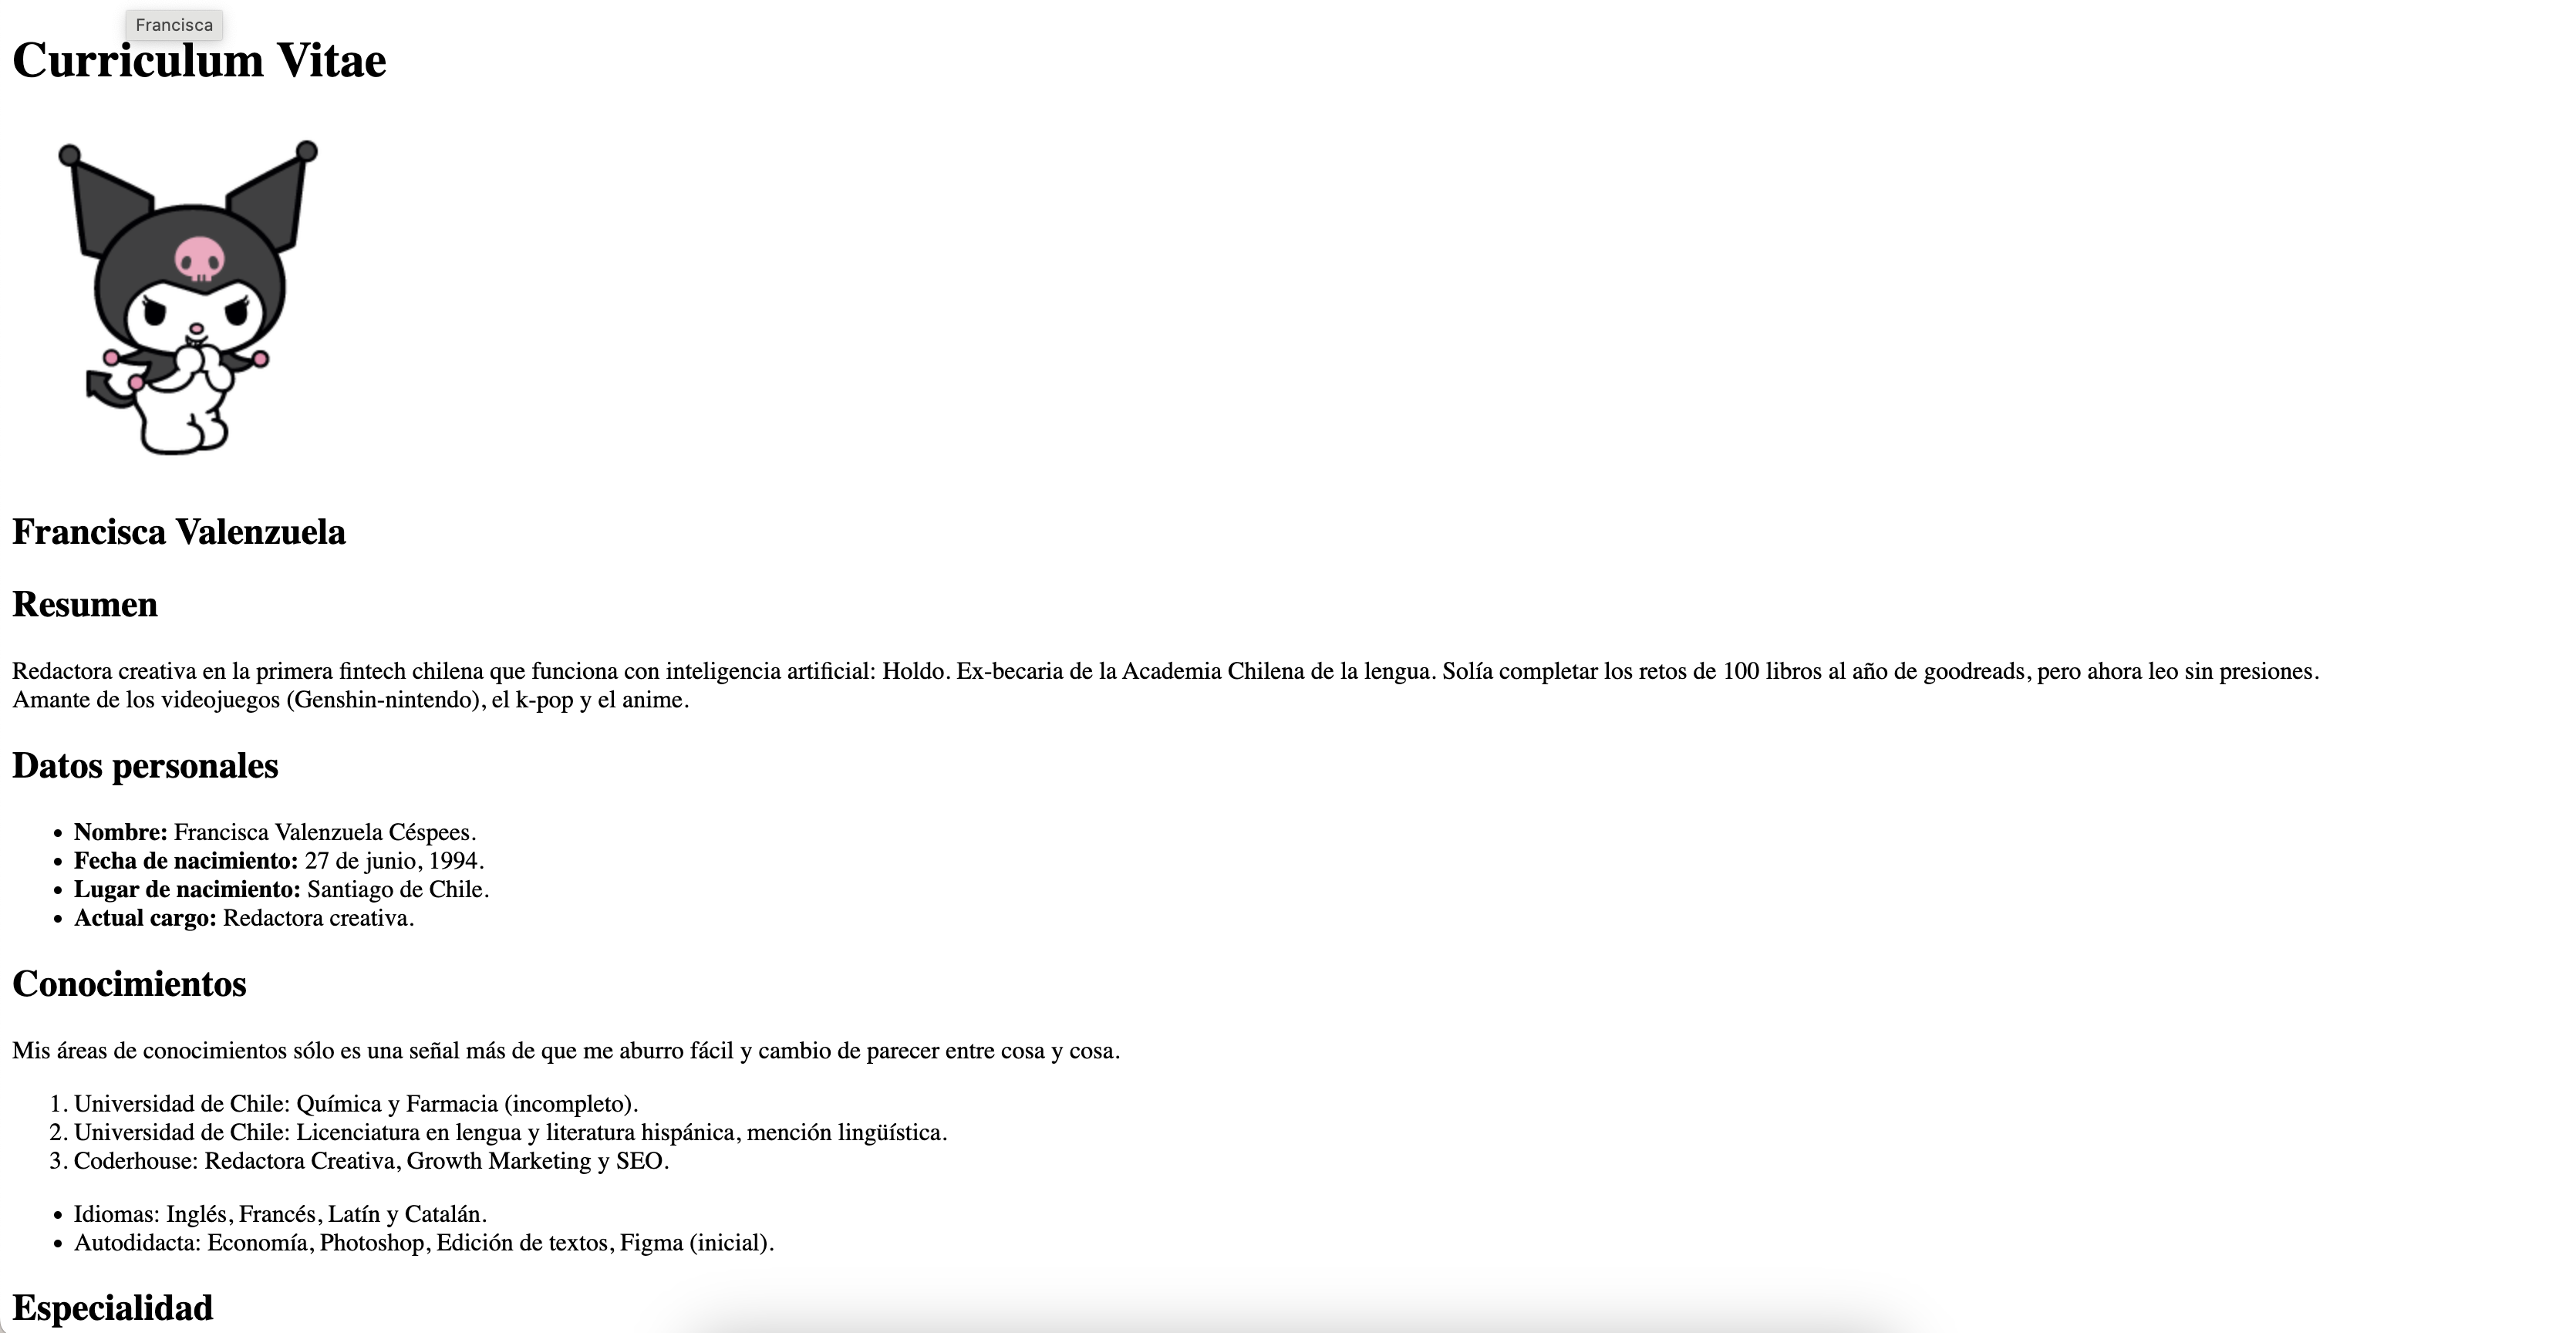 Francisca
Curriculum Vitae
Francisca Valenzuela
Resumen
Redactora creativa en la primera fintech chilena que funciona con inteligencia artificial: Holdo. Ex-becaria de la Academia Chilena de la lengua. Solía completar los retos de 100 libros al año de goodreads, pero ahora leo sin presiones.
Amante de los videojuegos (Genshin-nintendo), el k-pop y el anime.
Datos personales
• Nombre: Francisca Valenzuela Céspees.
• Fecha de nacimiento: 27 de junio, 1994.
• Lugar de nacimiento: Santiago de Chile.
• Actual cargo: Redactora creativa.
Conocimientos
Mis áreas de conocimientos sólo es una señal más de que me aburro fácil y cambio de parecer entre cosa y cosa.
1. Universidad de Chile: Química y Farmacia (incompleto).
2. Universidad de Chile: Licenciatura en lengua y literatura hispánica, mención lingüística.
3. Coderhouse: Redactora Creativa, Growth Marketing y SEO.
• Idiomas: Inglés, Francés, Latín y Catalán.
• Autodidacta: Economía, Photoshop, Edición de textos, Figma (inicial).
Especialidad